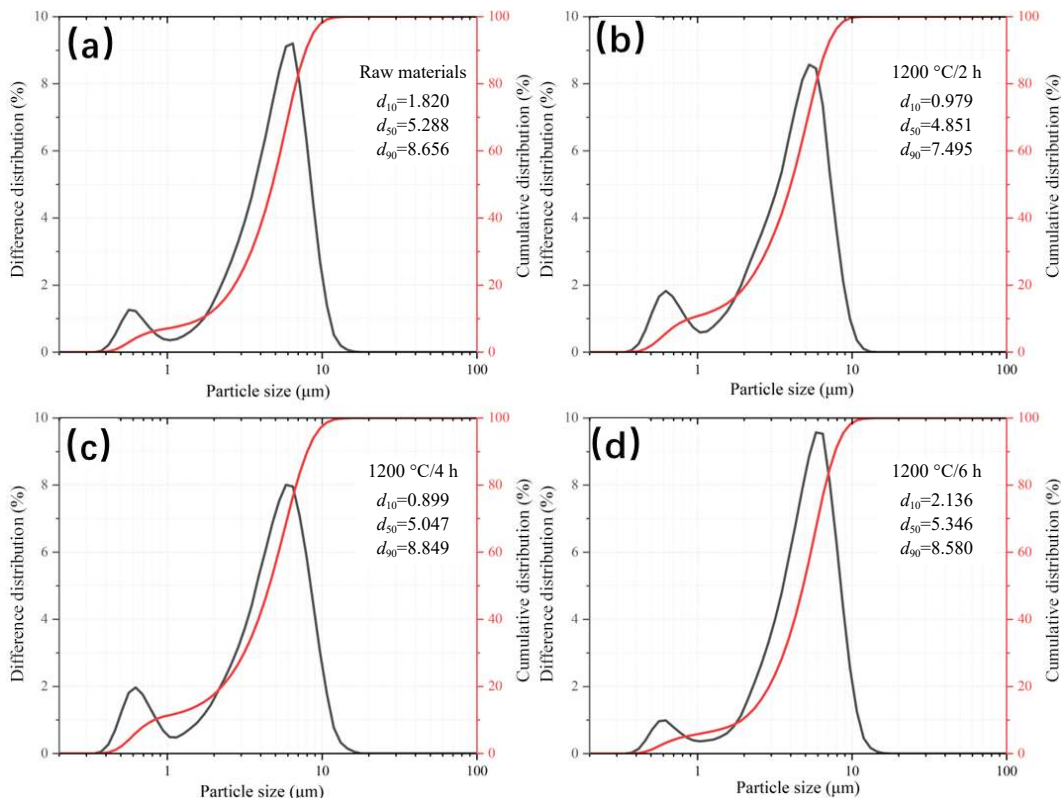 (a)
Raw materials
d10=1.820
d50=5.288
d90=8.656
Difference distribution (%)
Cumulative distribution (%)
10
8
6
4
2
0
100
80
60
40
20
0
1
10
100
Particle size (μm)
(b)
1200 °C/2 h
d10=0.979
d50=4.851
d90=7.495
Difference distribution (%)
Cumulative distribution (%)
10
8
6
4
2
0
100
80
60
40
20
0
1
10
100
Particle size (μm)
(c)
1200 °C/4 h
d10=0.899
d50=5.047
d90=8.849
Difference distribution (%)
Cumulative distribution (%)
10
8
6
4
2
0
100
80
60
40
20
0
1
10
100
Particle size (μm)
(d)
1200 °C/6 h
d10=2.136
d50=5.346
d90=8.580
Difference distribution (%)
Cumulative distribution (%)
10
8
6
4
2
0
100
80
60
40
20
0
1
10
100
Particle size (μm)